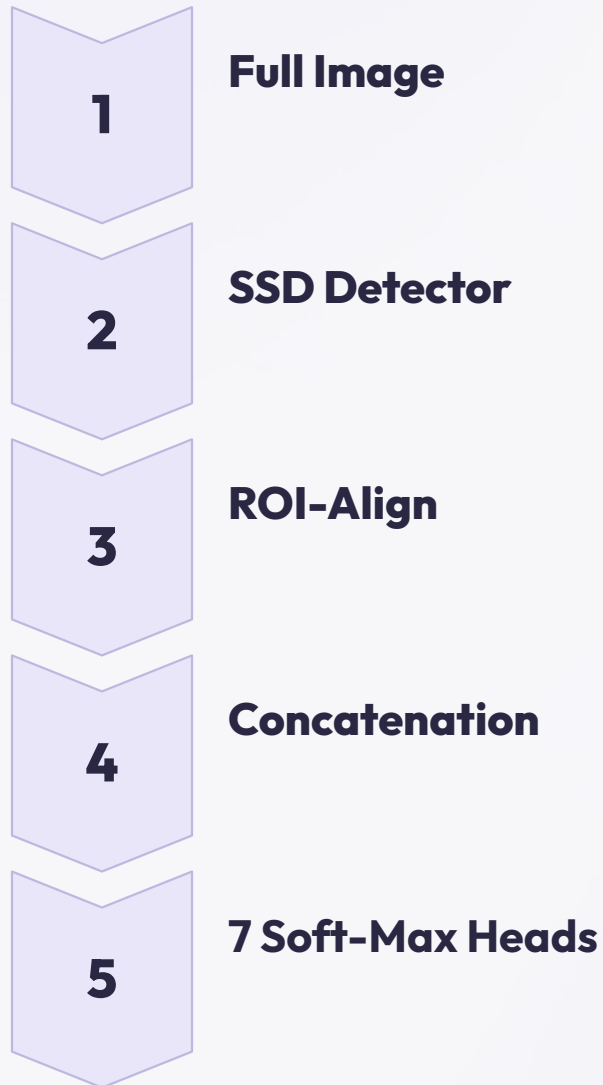 1
Full Image
2
SSD Detector
3
ROI-Align
4
Concatenation
5
7 Soft-Max Heads